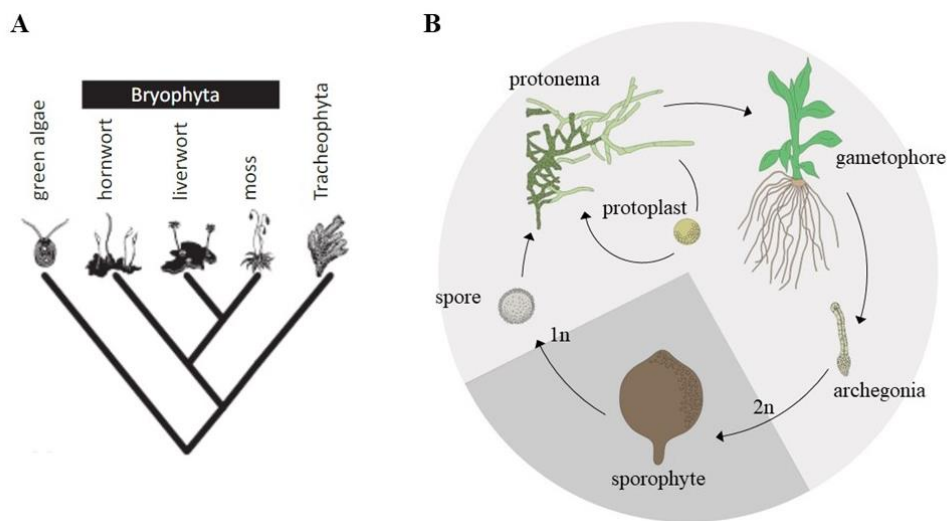 A
B
Bryophyta
green algae
hornwort
liverwort
moss
Tracheophyta
protonema
gametophore
protoplast
spore
1n
archegonia
2n
sporophyte